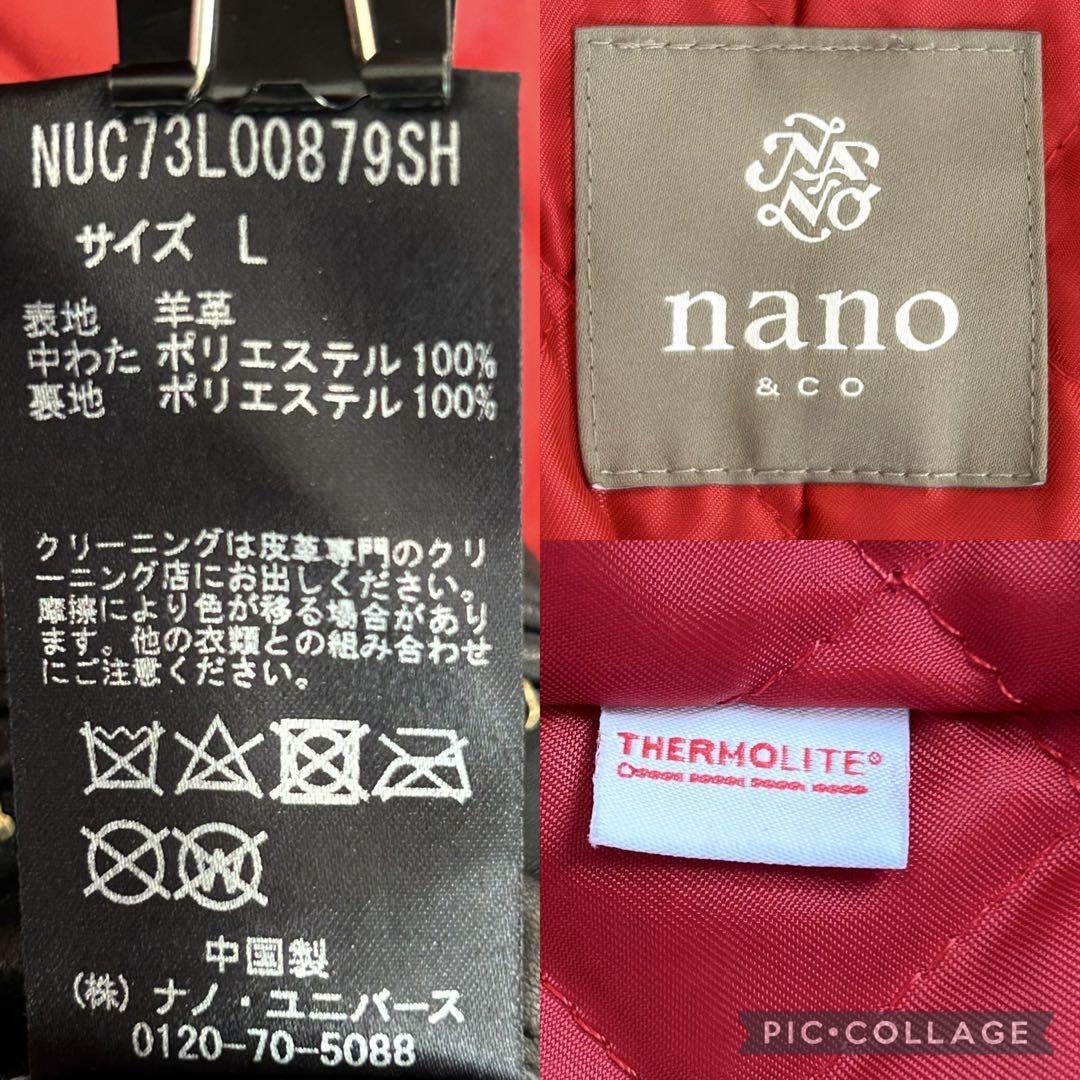 NUC73L00879SH
サイズ L
表地 羊革
中わた ポリエステル 100%
裏地 ポリエステル 100%
クリーニングは皮革専門のクリ
ーニング店にお出しください。
摩擦により色が移る場合があり
ます。他の衣類との組み合わせ
にご注意ください。
W
中国製
(株) ナノ・ユニバース
0120-70-5088
NA
NO
nano
& CO
THERMOLITE®
PIC•COLLAGE